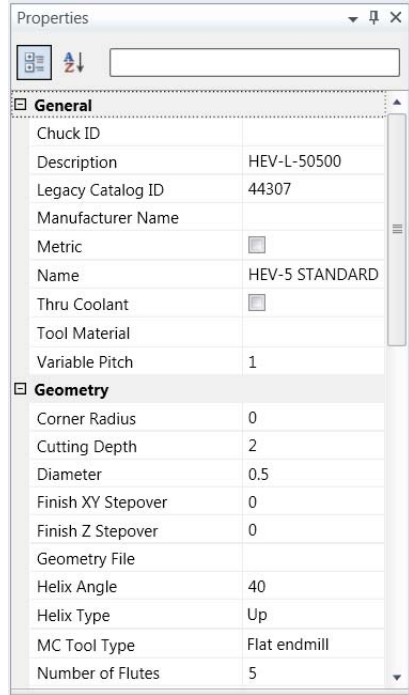 Properties
General
Chuck ID
Description HEV-L-50500
Legacy Catalog ID 44307
Manufacturer Name
Metric
Name HEV-5 STANDARD
Thru Coolant
Tool Material
Variable Pitch 1
Geometry
Corner Radius 0
Cutting Depth 2
Diameter 0.5
Finish XY Stepover 0
Finish Z Stepover 0
Geometry File
Helix Angle 40
Helix Type Up
MC Tool Type Flat endmill
Number of Flutes 5